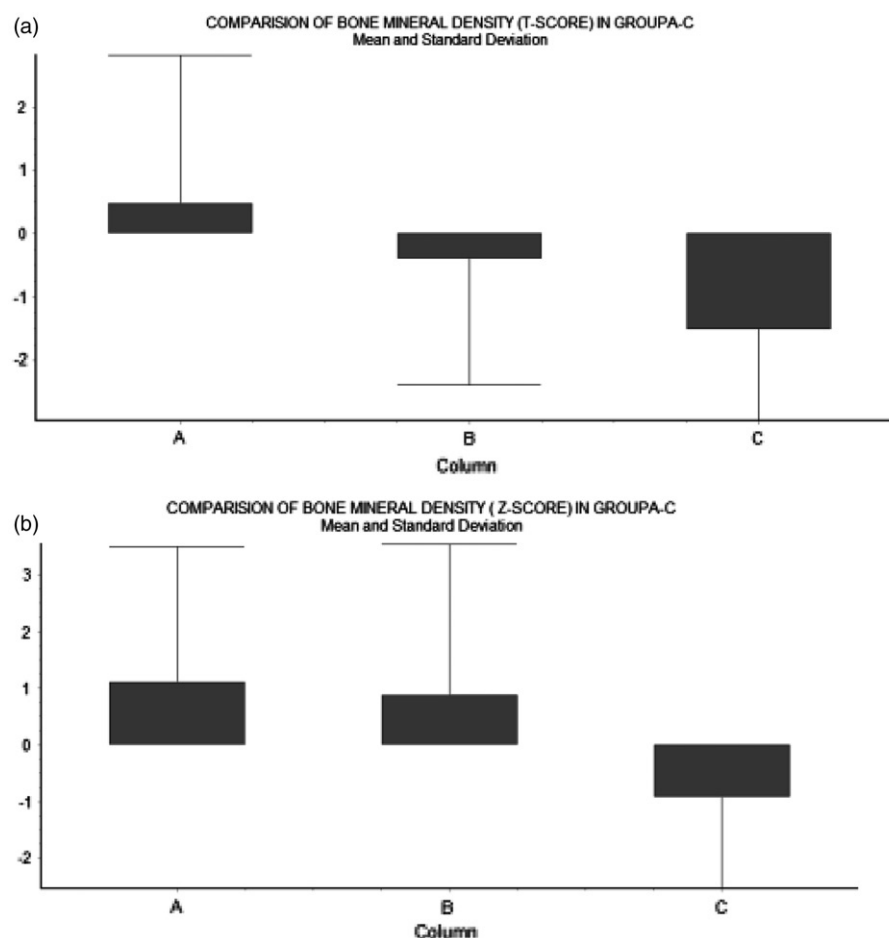 (a)
COMPARISION OF BONE MINERAL DENSITY (T-SCORE) IN GROUPA-C
Mean and Standard Deviation
2
1
0
-1
-2
A B C
Column
(b)
COMPARISION OF BONE MINERAL DENSITY ( Z-SCORE) IN GROUPA-C
Mean and Standard Deviation
3
2
1
0
-1
-2
A B C
Column